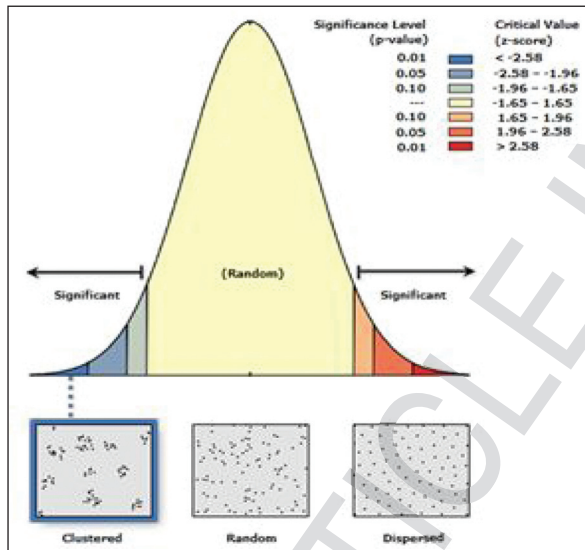 Significance Level Critical Value
(p-value) (z-score)
0.01 < -2.58
0.05 -2.58 - -1.96
0.10 -1.96 - -1.65
--- -1.65 - 1.65
0.10 1.65 - 1.96
0.05 1.96 - 2.58
0.01 > 2.58
(Random)
Significant Significant
Clustered Random Dispersed